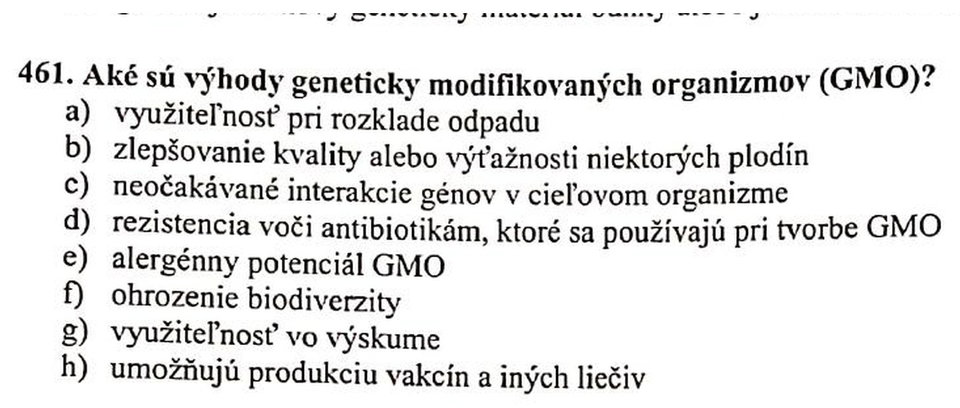 461. Aké sú výhody geneticky modifikovaných organizmov (GMO)?
a) využiteľnosť pri rozklade odpadu
b) zlepšovanie kvality alebo výťažnosti niektorých plodín
c) neočakávané interakcie génov v cieľovom organizme
d) rezistencia voči antibiotikám, ktoré sa používajú pri tvorbe GMO
e) alergénny potenciál GMO
f) ohrozenie biodiverzity
g) využiteľnosť vo výskume
h) umožňujú produkciu vakcín a iných liečiv